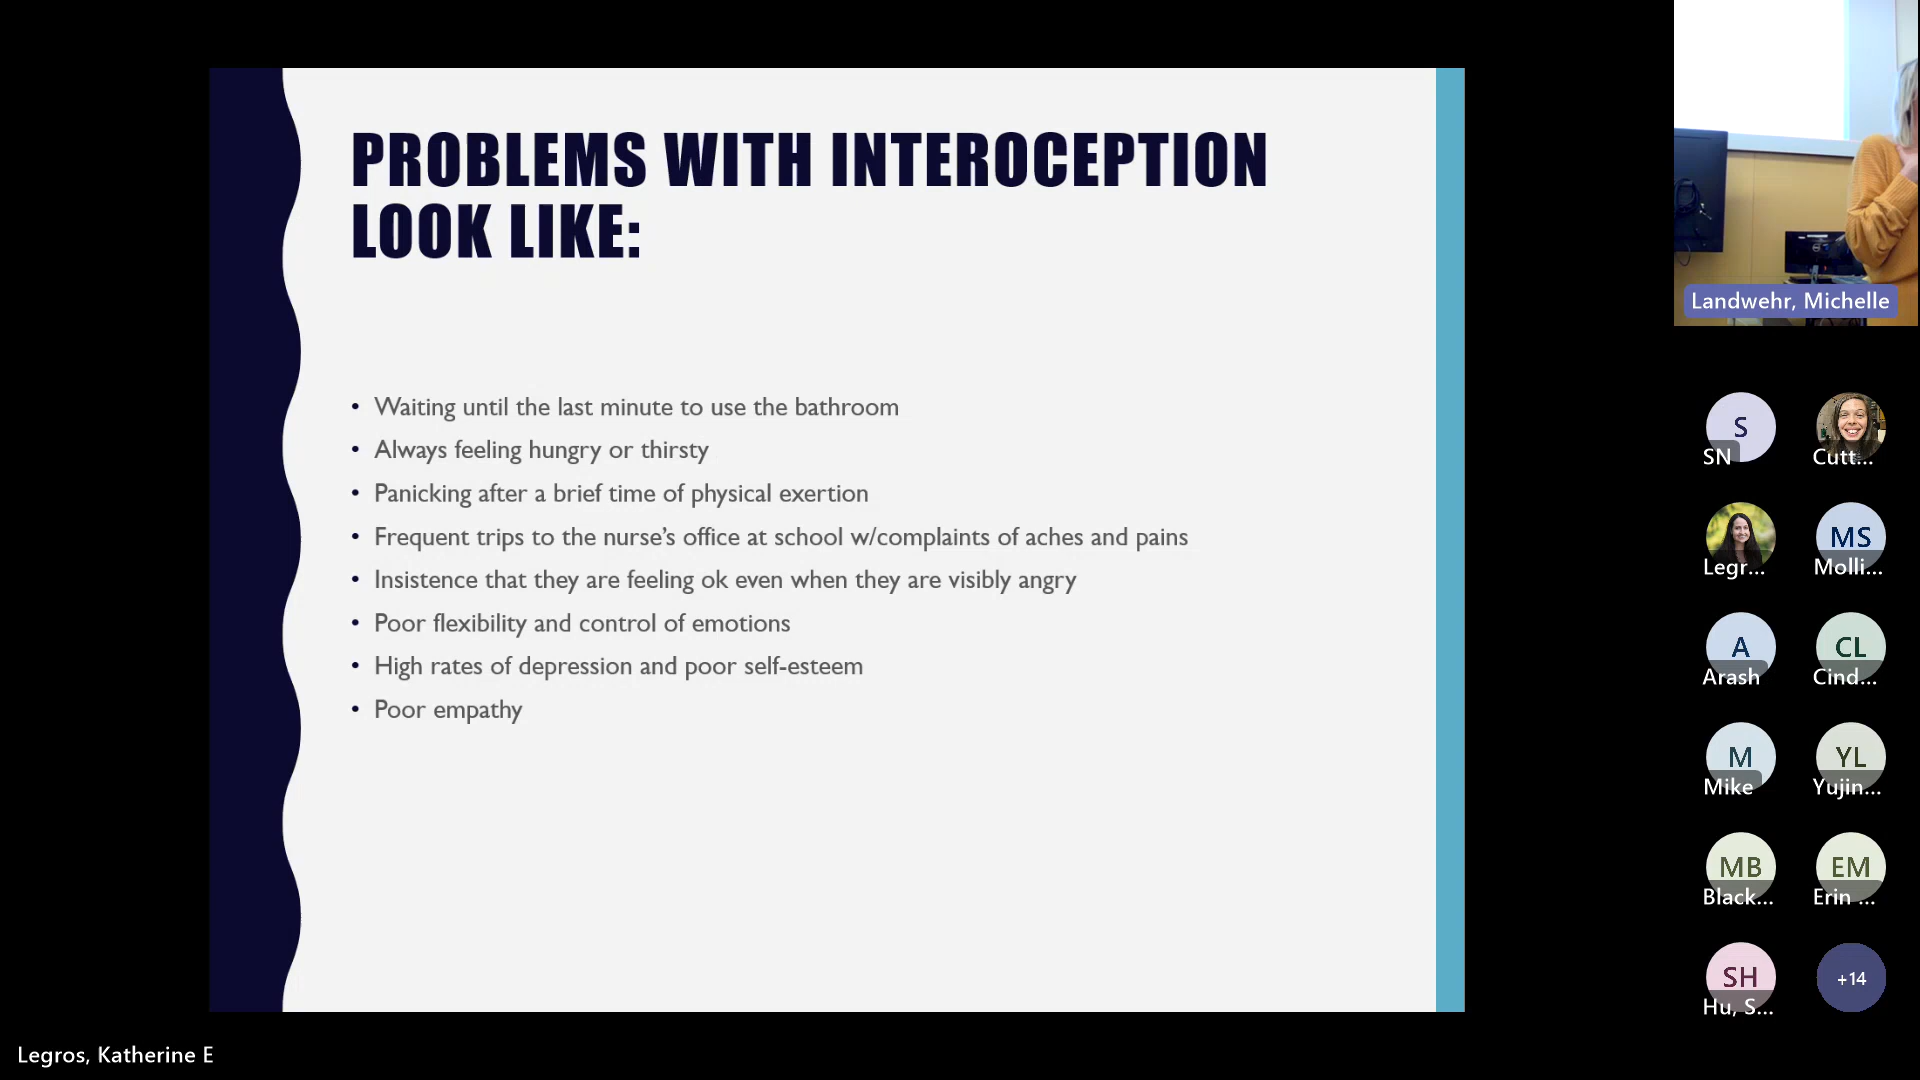 PROBLEMS WITH INTEROCEPTION
LOOK LIKE:
• Waiting until the last minute to use the bathroom
• Always feeling hungry or thirsty
• Panicking after a brief time of physical exertion
• Frequent trips to the nurse’s office at school w/complaints of aches and pains
• Insistence that they are feeling ok even when they are visibly angry
• Poor flexibility and control of emotions
• High rates of depression and poor self-esteem
• Poor empathy
Landwehr, Michelle
S
SN
Cutt...
Legr...
MS
Molli...
A
Arash
CL
Cind...
M
Mike
YL
Yujin...
MB
Black...
EM
Erin ...
SH
Hu, S...
+14
Legros, Katherine E